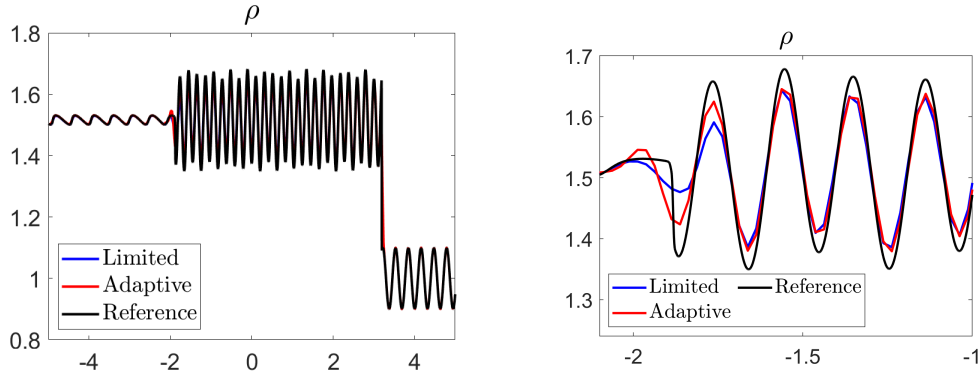 ρ
1.8
1.6
1.4
1.2
1
0.8
Limited
Adaptive
Reference
-4 -2 0 2 4
ρ
1.7
1.6
1.5
1.4
1.3
Limited Reference
Adaptive
-2 -1.5 -1